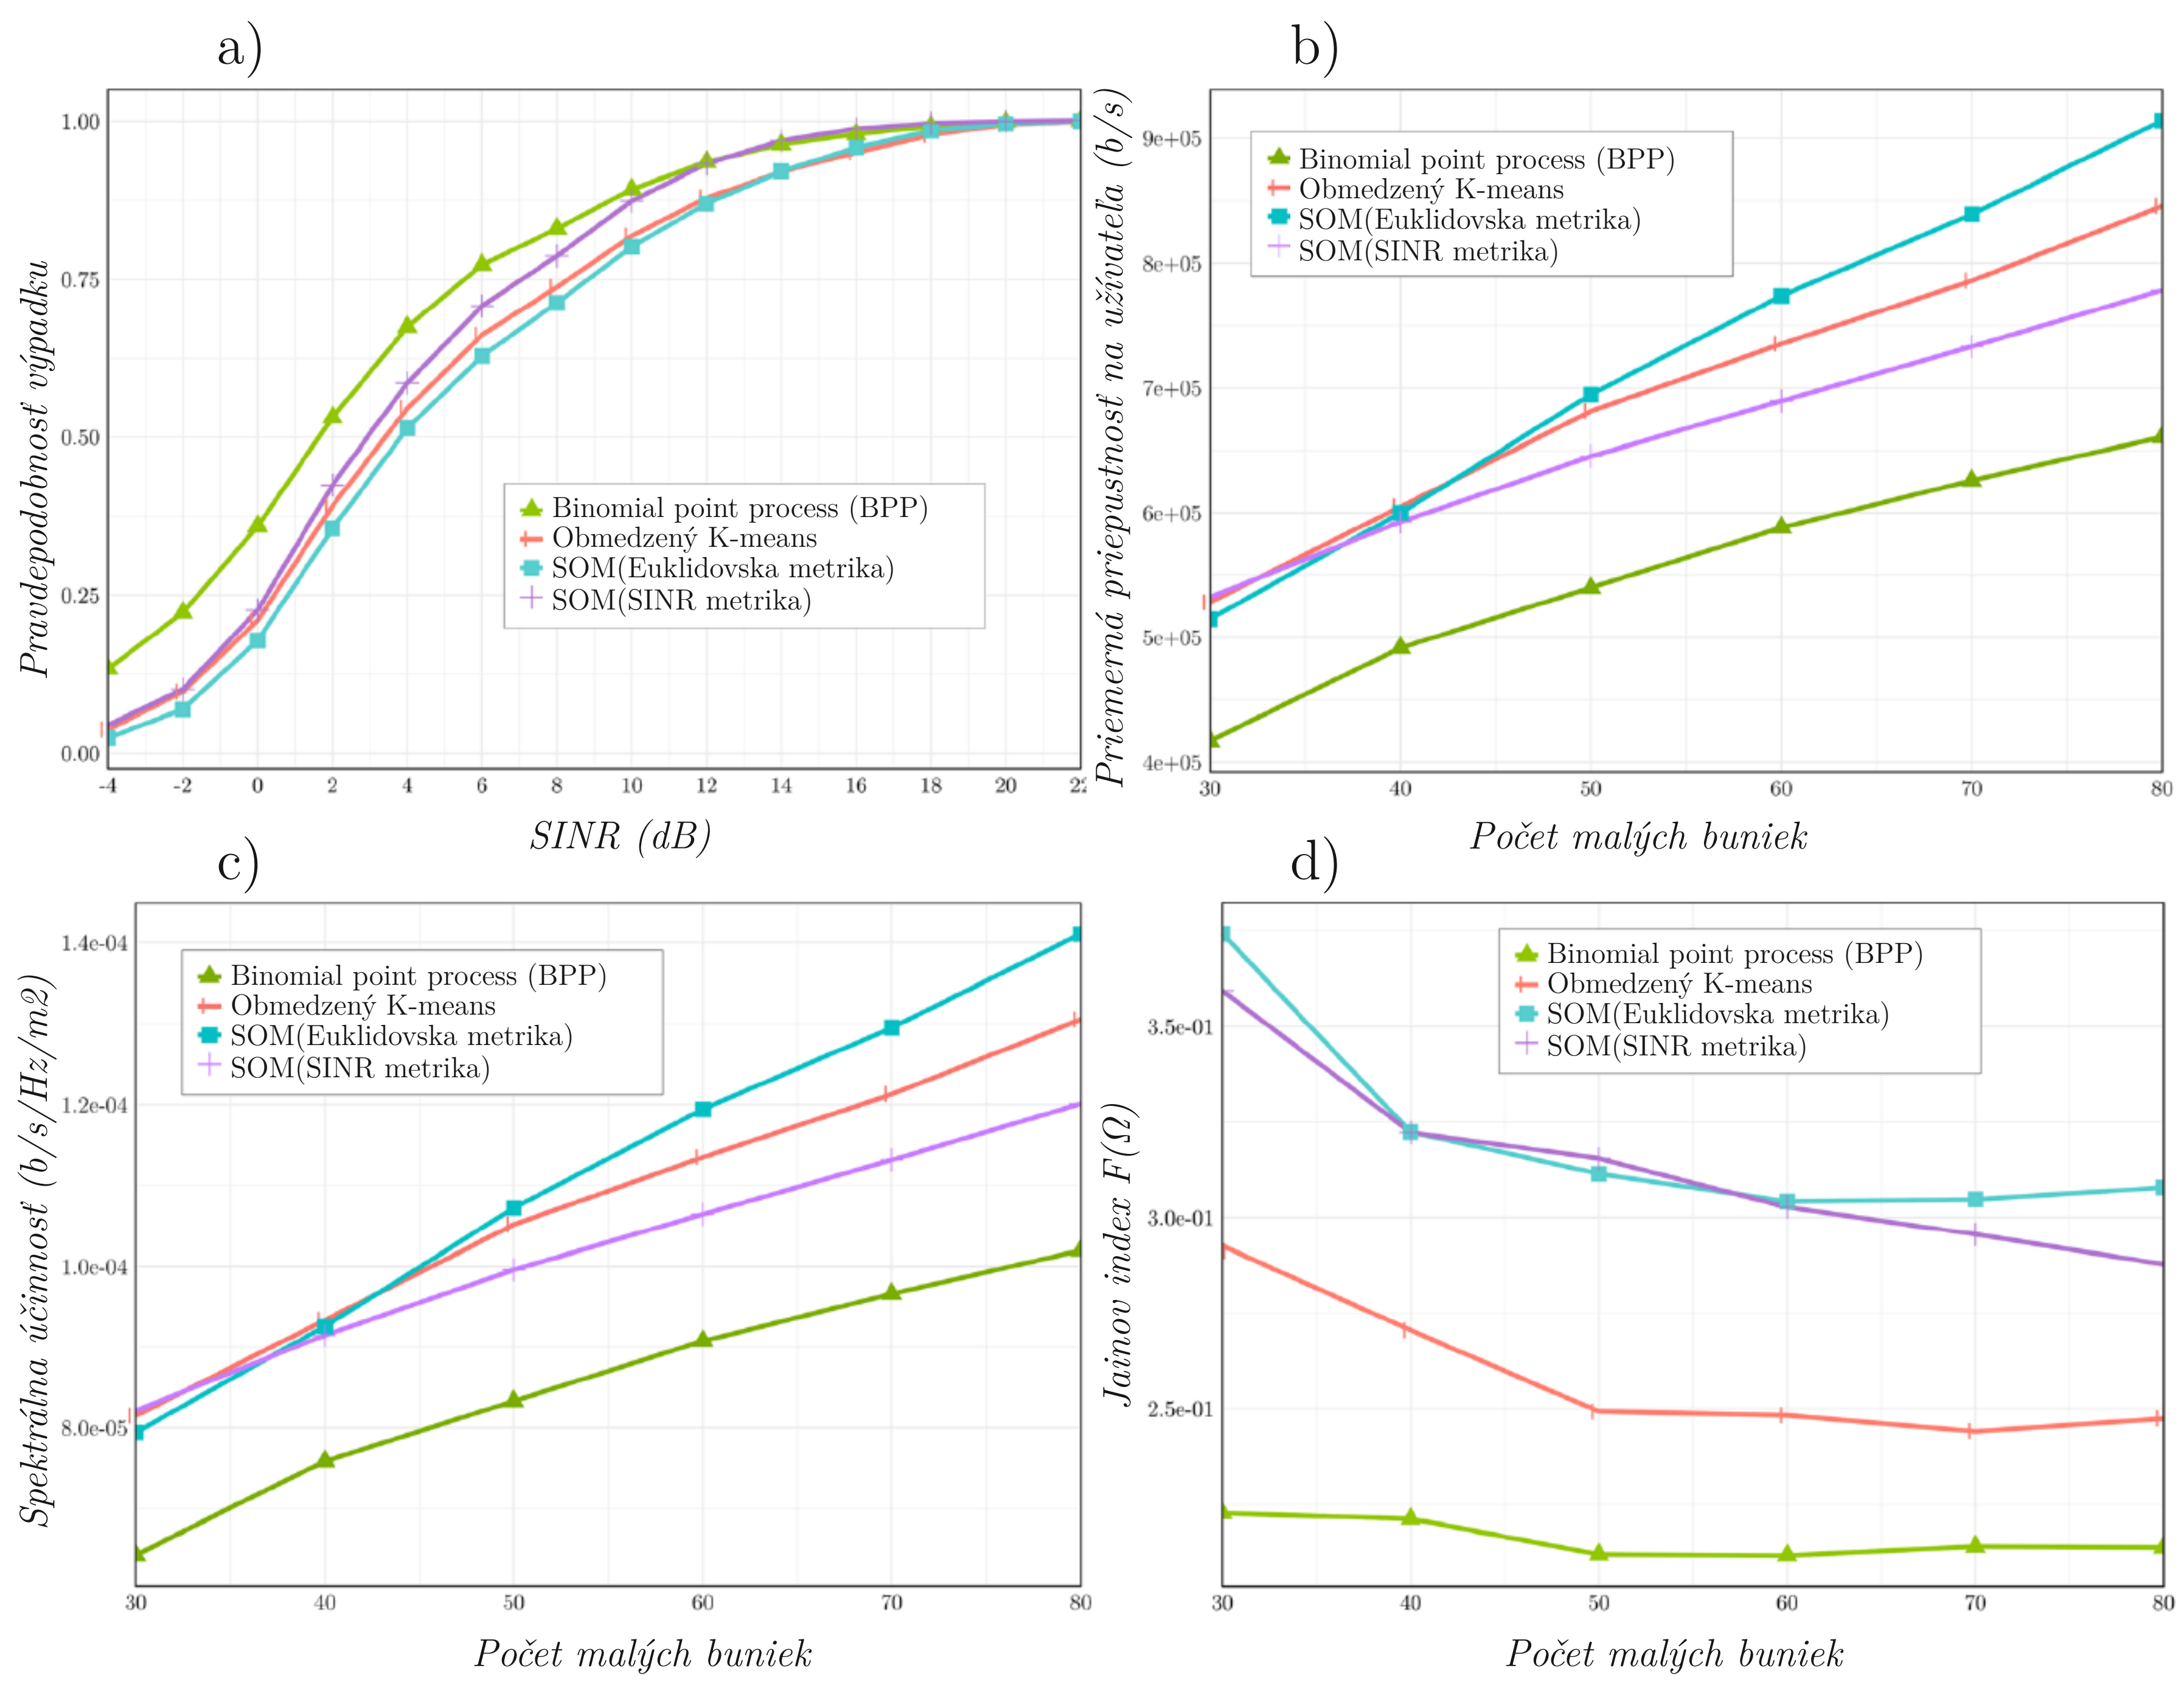 a)
Pravdepodobnosť výpadku
1.00
0.75
0.50
0.25
0.00
Binomial point process (BPP)
Obmedzený K-means
SOM(Euklidovska metrika)
SOM(SINR metrika)
-4 -2 0 2 4 6 8 10 12 14 16 18 20 22
SINR (dB)
b)
Priemerná priepustnosť na užívateľa (b/s)
9e+05
8e+05
7e+05
6e+05
5e+05
4e+05
Binomial point process (BPP)
Obmedzený K-means
SOM(Euklidovska metrika)
SOM(SINR metrika)
30 40 50 60 70 80
Počet malých buniek
c)
Spektrálna účinnosť (b/s/Hz/m2)
1.4e-04
1.2e-04
1.0e-04
8.0e-05
Binomial point process (BPP)
Obmedzený K-means
SOM(Euklidovska metrika)
SOM(SINR metrika)
30 40 50 60 70 80
Počet malých buniek
d)
Jainov index F(Ω)
3.5e-01
3.0e-01
2.5e-01
Binomial point process (BPP)
Obmedzený K-means
SOM(Euklidovska metrika)
SOM(SINR metrika)
30 40 50 60 70 80
Počet malých buniek